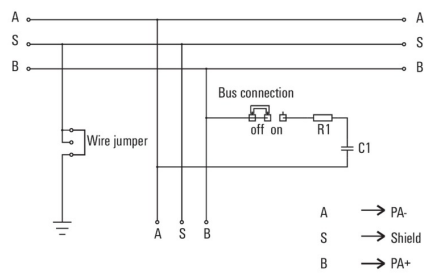 A A
S S
B B
Bus connection
off on R1
C1
Wire jumper
A S B
A → PA-
S → Shield
B → PA+